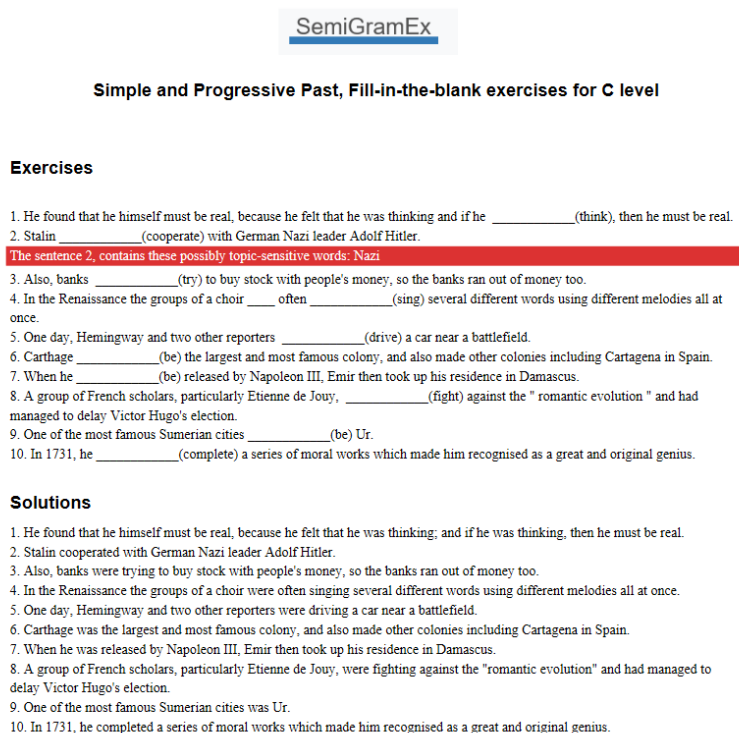 SemiGramEx
Simple and Progressive Past, Fill-in-the-blank exercises for C level
Exercises
1. He found that he himself must be real, because he felt that he was thinking and if he _____________(think), then he must be real.
2. Stalin _____________(cooperate) with German Nazi leader Adolf Hitler.
The sentence 2, contains these possibly topic-sensitive words: Nazi
3. Also, banks _____________(try) to buy stock with people's money, so the banks ran out of money too.
4. In the Renaissance the groups of a choir ____ often _____________(sing) several different words using different melodies all at
once.
5. One day, Hemingway and two other reporters _____________(drive) a car near a battlefield.
6. Carthage _____________(be) the largest and most famous colony, and also made other colonies including Cartagena in Spain.
7. When he _____________(be) released by Napoleon III, Emir then took up his residence in Damascus.
8. A group of French scholars, particularly Etienne de Jouy, _____________(fight) against the " romantic evolution " and had
managed to delay Victor Hugo's election.
9. One of the most famous Sumerian cities _____________(be) Ur.
10. In 1731, he _____________(complete) a series of moral works which made him recognised as a great and original genius.
Solutions
1. He found that he himself must be real, because he felt that he was thinking; and if he was thinking, then he must be real.
2. Stalin cooperated with German Nazi leader Adolf Hitler.
3. Also, banks were trying to buy stock with people's money, so the banks ran out of money too.
4. In the Renaissance the groups of a choir were often singing several different words using different melodies all at once.
5. One day, Hemingway and two other reporters were driving a car near a battlefield.
6. Carthage was the largest and most famous colony, and also made other colonies including Cartagena in Spain.
7. When he was released by Napoleon III, Emir then took up his residence in Damascus.
8. A group of French scholars, particularly Etienne de Jouy, were fighting against the "romantic evolution" and had managed to
delay Victor Hugo's election.
9. One of the most famous Sumerian cities was Ur.
10. In 1731, he completed a series of moral works which made him recognised as a great and original genius.